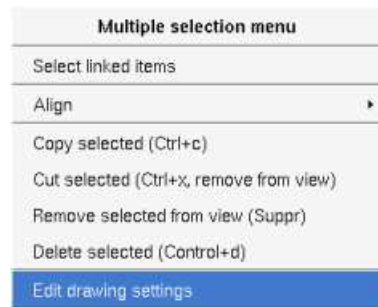 Multiple selection menu
Select linked items
Align
Copy selected (Ctrl+c)
Cut selected (Ctrl+x, remove from view)
Remove selected from view (Suppr)
Delete selected (Control+d)
Edit drawing settings